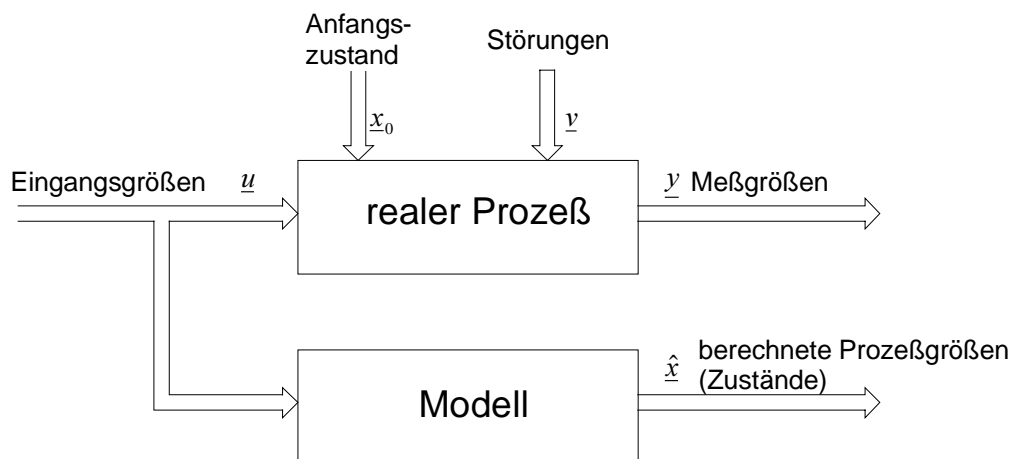 Anfangs-
zustand
Störungen
x₀
v
Eingangsgrößen u
realer Prozeß
y Meßgrößen
Modell
x̂ berechnete Prozeßgrößen
(Zustände)